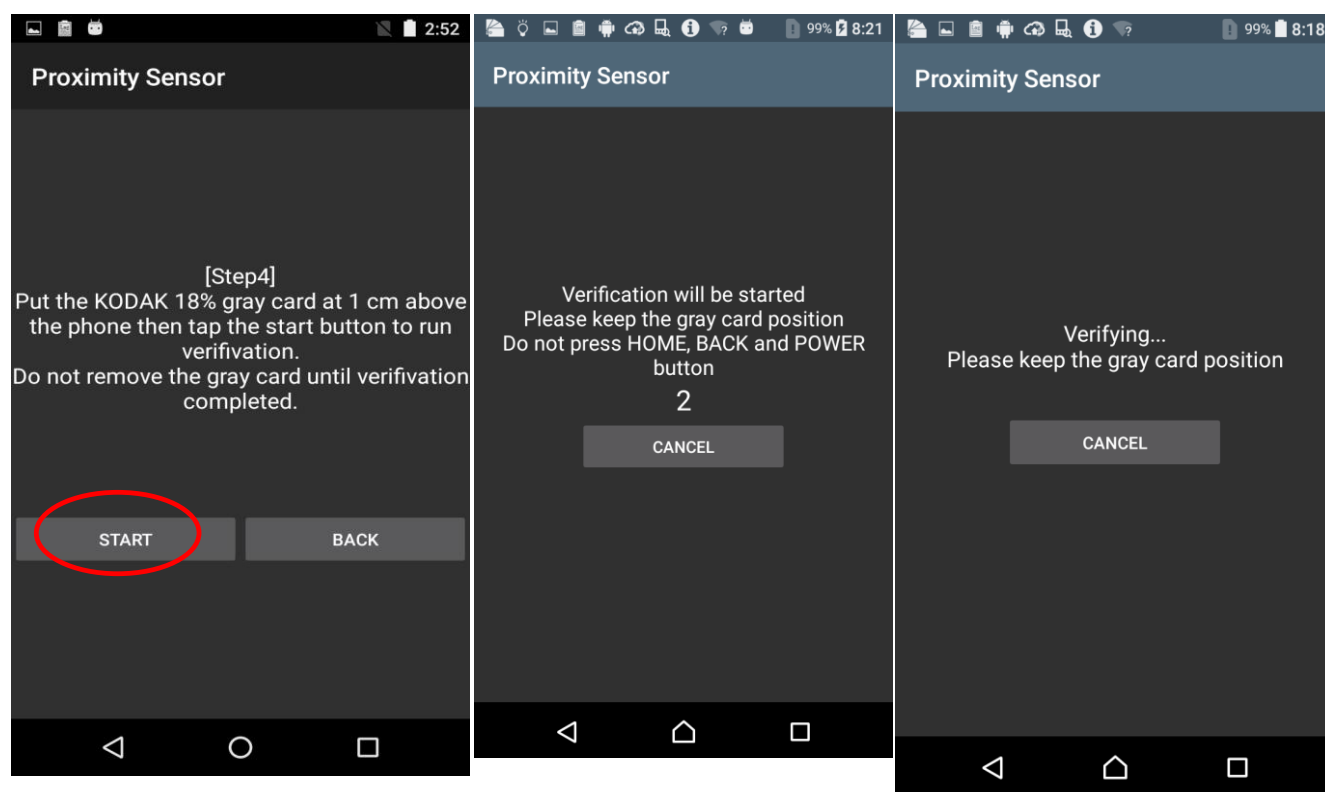 2:52
Proximity Sensor
[Step4]
Put the KODAK 18% gray card at 1 cm above
the phone then tap the start button to run
verifivation.
Do not remove the gray card until verifivation
completed.
START
BACK
99% 8:21
Proximity Sensor
Verification will be started
Please keep the gray card position
Do not press HOME, BACK and POWER
button
2
CANCEL
99% 8:18
Proximity Sensor
Verifying...
Please keep the gray card position
CANCEL